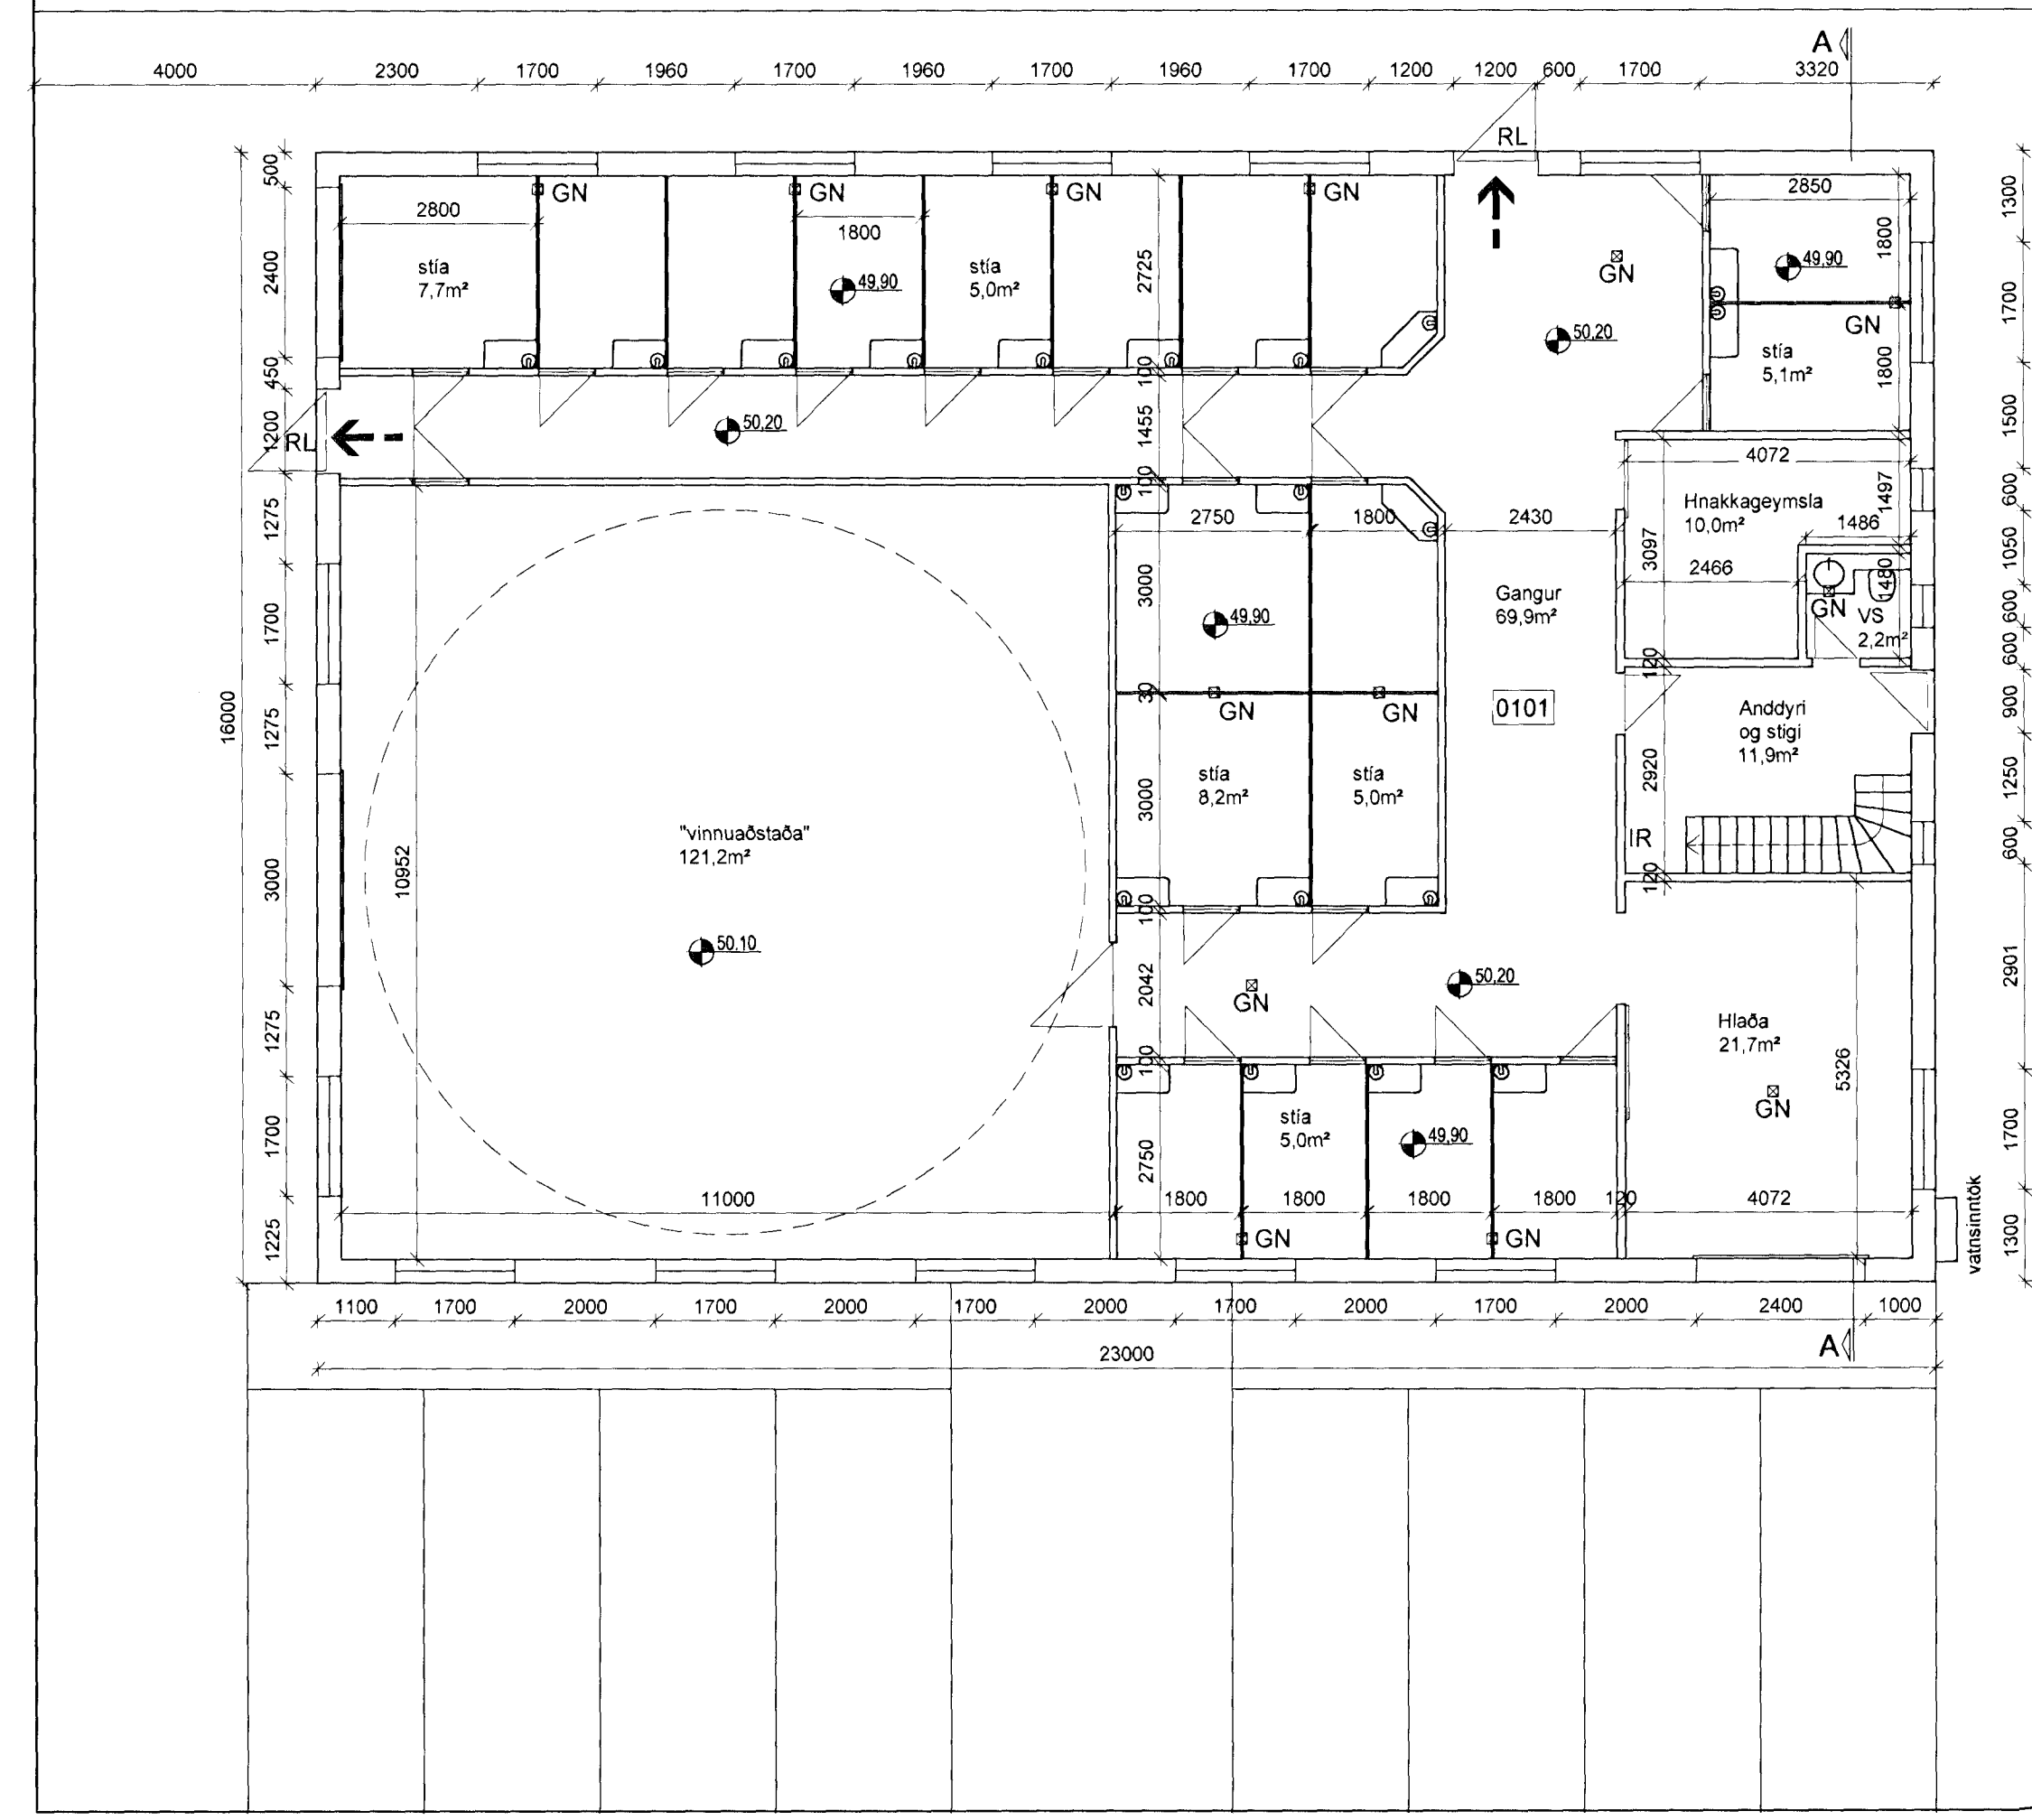 A
4000 2300 1700 1960 1700 1960 1700 1960 1700 1200 1200 600 1700 3320
RL
500
GN GN GN GN
2850
1300
2800
1800
1800
stía
7,7m²
stía
5,0m²
2400
2725
GN
49,90
49,90
1700
GN
50,20
stía
5,1m²
1800
450
100
1200
RL
50,20
1455
1500
4072
100
Hnakkageymsla
10,0m²
1497
600
1275
2750 1800 2430
1486
3097
1050
2466
1480
3000
Gangur
69,9m²
GN
VS
2,2m²
49,90
1700
600
120
600
16000
30
GN GN
0101
Anddyri
og stigi
11,9m²
900
1275
stía
8,2m²
stía
5,0m²
2920
1250
3000
"vinnuaðstaða"
121,2m²
IR
600
10952
3000
120
100
50.10
2042
GN
50,20
2901
1275
Hlaða
21,7m²
5326
100
GN
stía
5,0m²
49,90
1700
2750
1700
11000 1800 1800 1800 1800 120 4072
GN GN
1225
1300
vatnsinntök
1100 1700 2000 1700 2000 1700 2000 1700 2000 1700 2000 2400 1000
A
23000